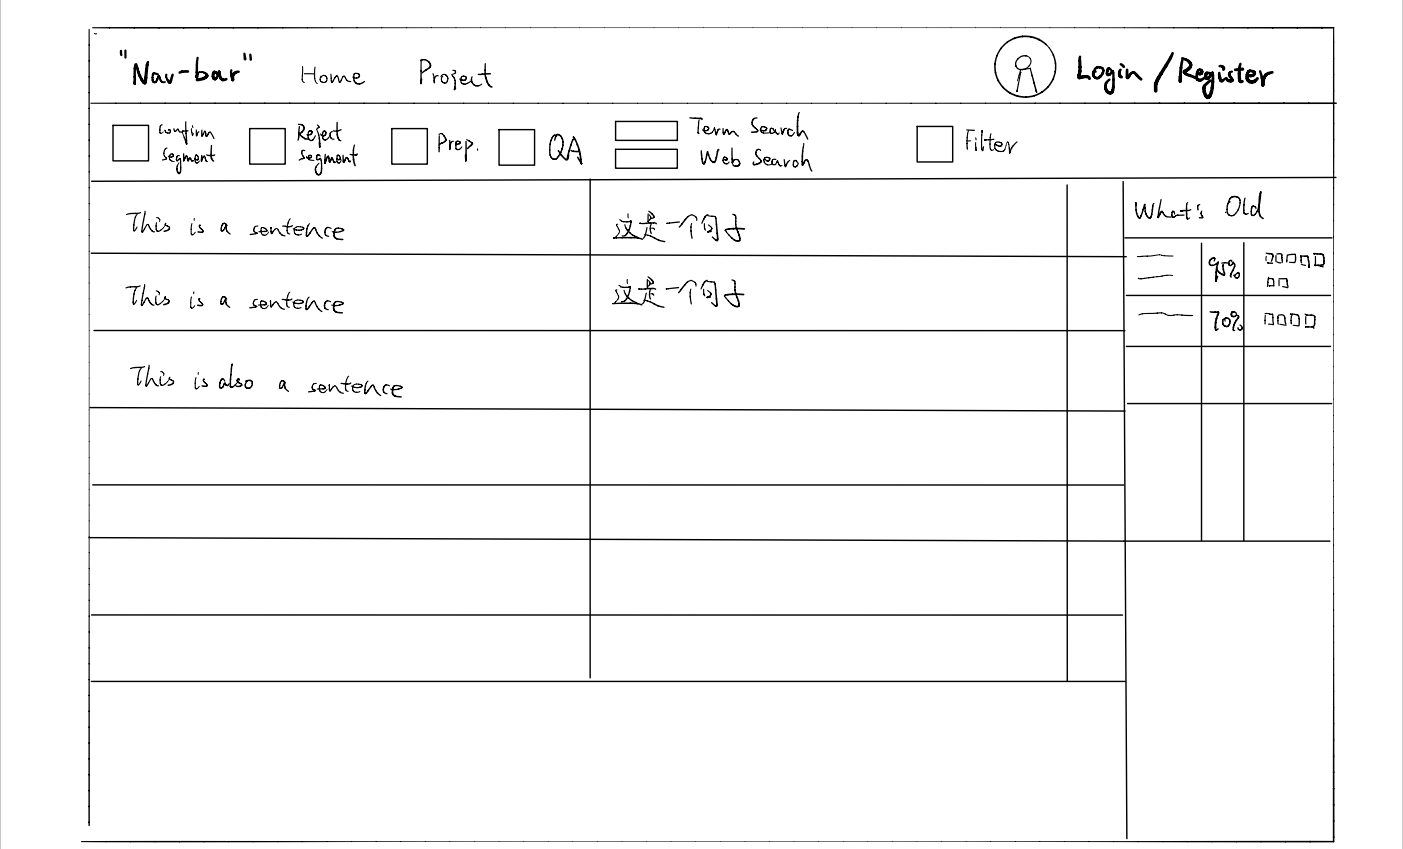 "Nav-bar" Home Project Login / Register
Confirm Segment
Reject Segment
Prep.
QA
Term Search
Web Search
Filter
This is a sentence
这是一个句子
This is a sentence
这是一个句子
This is also a sentence
What's Old
95%
70%